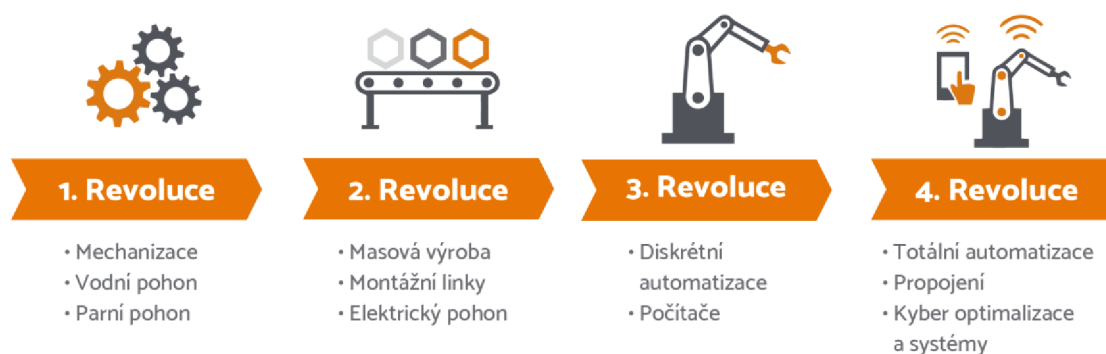 1. Revoluce
• Mechanizace
• Vodní pohon
• Parní pohon
2. Revoluce
• Masová výroba
• Montážní linky
• Elektrický pohon
3. Revoluce
• Diskrétní
automatizace
• Počítače
4. Revoluce
• Totální automatizace
• Propojení
• Kyber optimalizace
a systémy